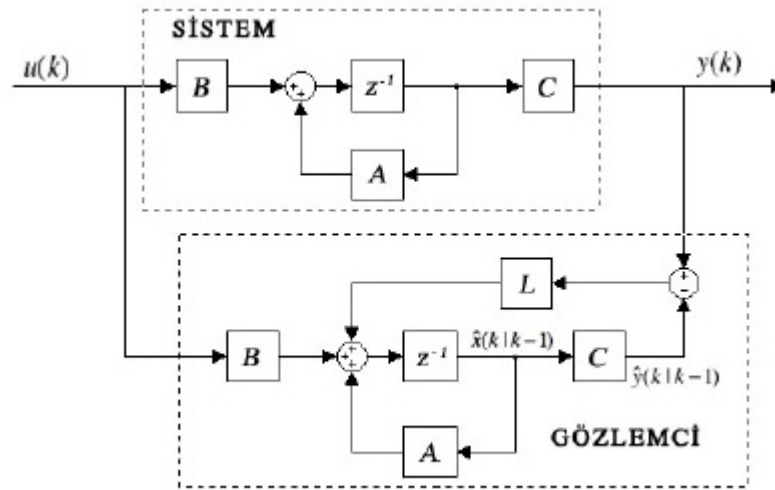 SİSTEM
u(k)
y(k)
B
+
+
z⁻¹
C
A
+
−
L
B
+
+
+
z⁻¹
x̂(k | k−1)
C
ŷ(k | k−1)
A
GÖZLEMCİ